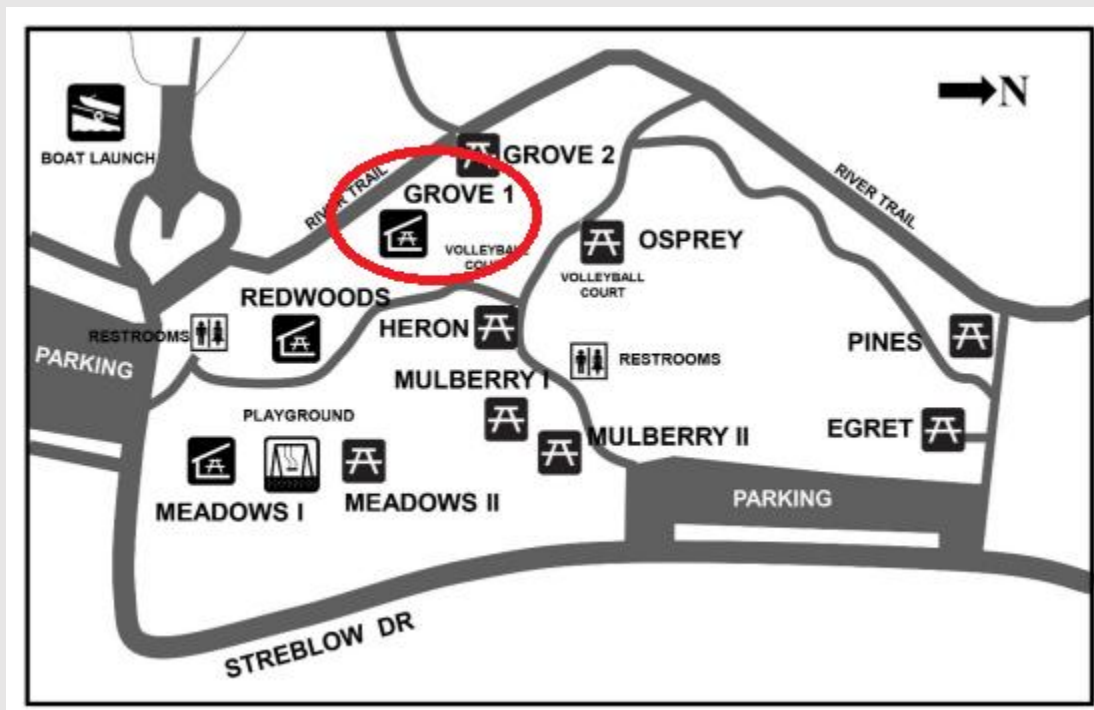 N
BOAT LAUNCH
GROVE 2
GROVE 1
RIVER TRAIL
RIVER TRAIL
VOLLEYBALL
COURT
OSPREY
VOLLEYBALL
COURT
REDWOODS
RESTROOMS
HERON
PINES
PARKING
RESTROOMS
MULBERRY I
PLAYGROUND
EGRET
MULBERRY II
MEADOWS I
MEADOWS II
PARKING
STREBLOW DR